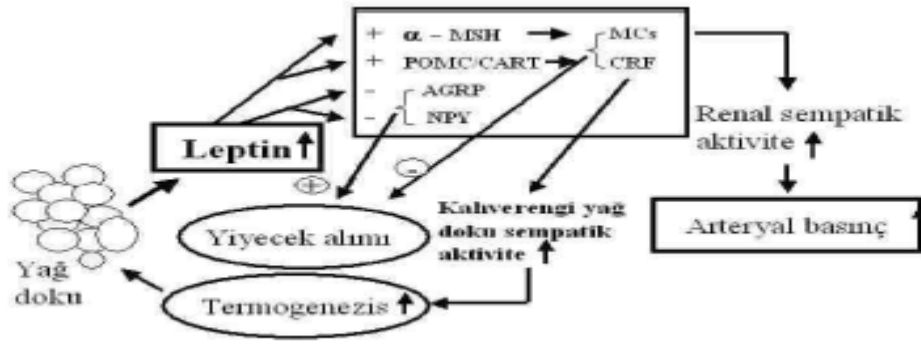 + α – MSH MCs
+ POMC/CART CRF
- AGRP
- NPY
Leptin
+
-
Renal sempatik
aktivite
Arteryal basınç
Yiyecek alımı
Kahverengi yağ
doku sempatik
aktivite
Yağ
doku
Termogenezis